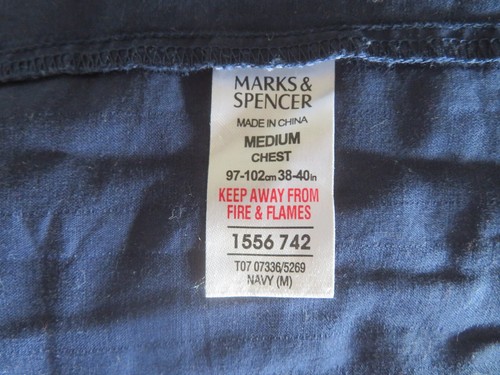 MARKS &
SPENCER
MADE IN CHINA
MEDIUM
CHEST
97-102cm 38-40in
KEEP AWAY FROM
FIRE & FLAMES
1556 742
T07 07336/5269
NAVY (M)